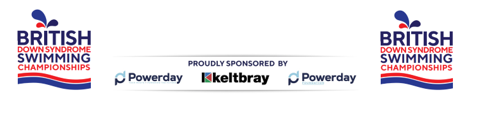 BRITISH
DOWN SYNDROME
SWIMMING
CHAMPIONSHIPS
PROUDLY SPONSORED BY
Powerday keltbray Powerday
BRITISH
DOWN SYNDROME
SWIMMING
CHAMPIONSHIPS